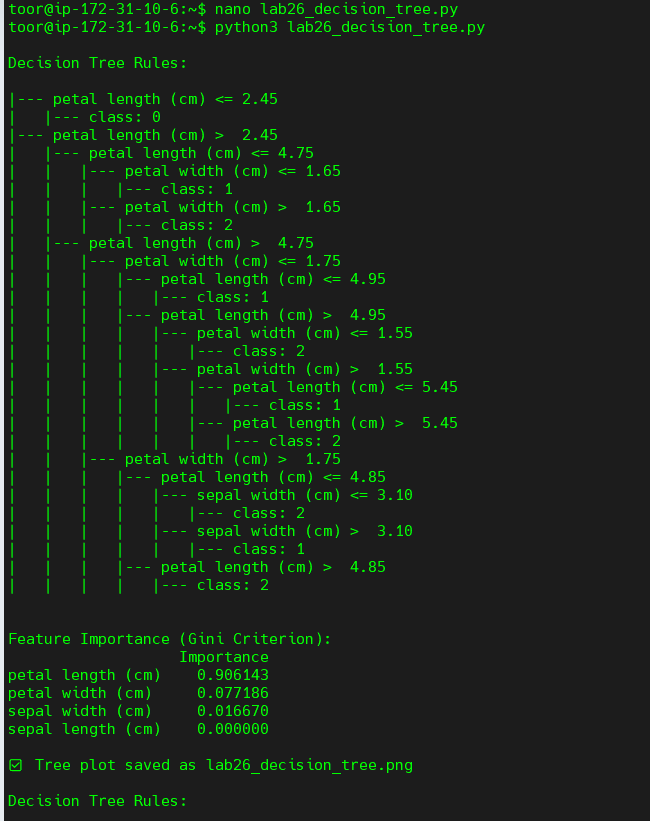 toor@ip-172-31-10-6:~$ nano lab26_decision_tree.py
toor@ip-172-31-10-6:~$ python3 lab26_decision_tree.py

Decision Tree Rules:

|--- petal length (cm) <= 2.45
|   |--- class: 0
|--- petal length (cm) >  2.45
|   |--- petal length (cm) <= 4.75
|   |   |--- petal width (cm) <= 1.65
|   |   |   |--- class: 1
|   |   |--- petal width (cm) >  1.65
|   |   |   |--- class: 2
|   |--- petal length (cm) >  4.75
|   |   |--- petal width (cm) <= 1.75
|   |   |   |--- petal length (cm) <= 4.95
|   |   |   |   |--- class: 1
|   |   |   |--- petal length (cm) >  4.95
|   |   |   |   |--- petal width (cm) <= 1.55
|   |   |   |   |   |--- class: 2
|   |   |   |   |--- petal width (cm) >  1.55
|   |   |   |   |   |--- petal length (cm) <= 5.45
|   |   |   |   |   |   |--- class: 1
|   |   |   |   |   |--- petal length (cm) >  5.45
|   |   |   |   |   |   |--- class: 2
|   |   |--- petal width (cm) >  1.75
|   |   |   |--- petal length (cm) <= 4.85
|   |   |   |   |--- sepal width (cm) <= 3.10
|   |   |   |   |   |--- class: 2
|   |   |   |   |--- sepal width (cm) >  3.10
|   |   |   |   |   |--- class: 1
|   |   |   |--- petal length (cm) >  4.85
|   |   |   |   |--- class: 2

Feature Importance (Gini Criterion):
                   Importance
petal length (cm)    0.906143
petal width (cm)     0.077186
sepal width (cm)     0.016670
sepal length (cm)    0.000000

☑ Tree plot saved as lab26_decision_tree.png

Decision Tree Rules: